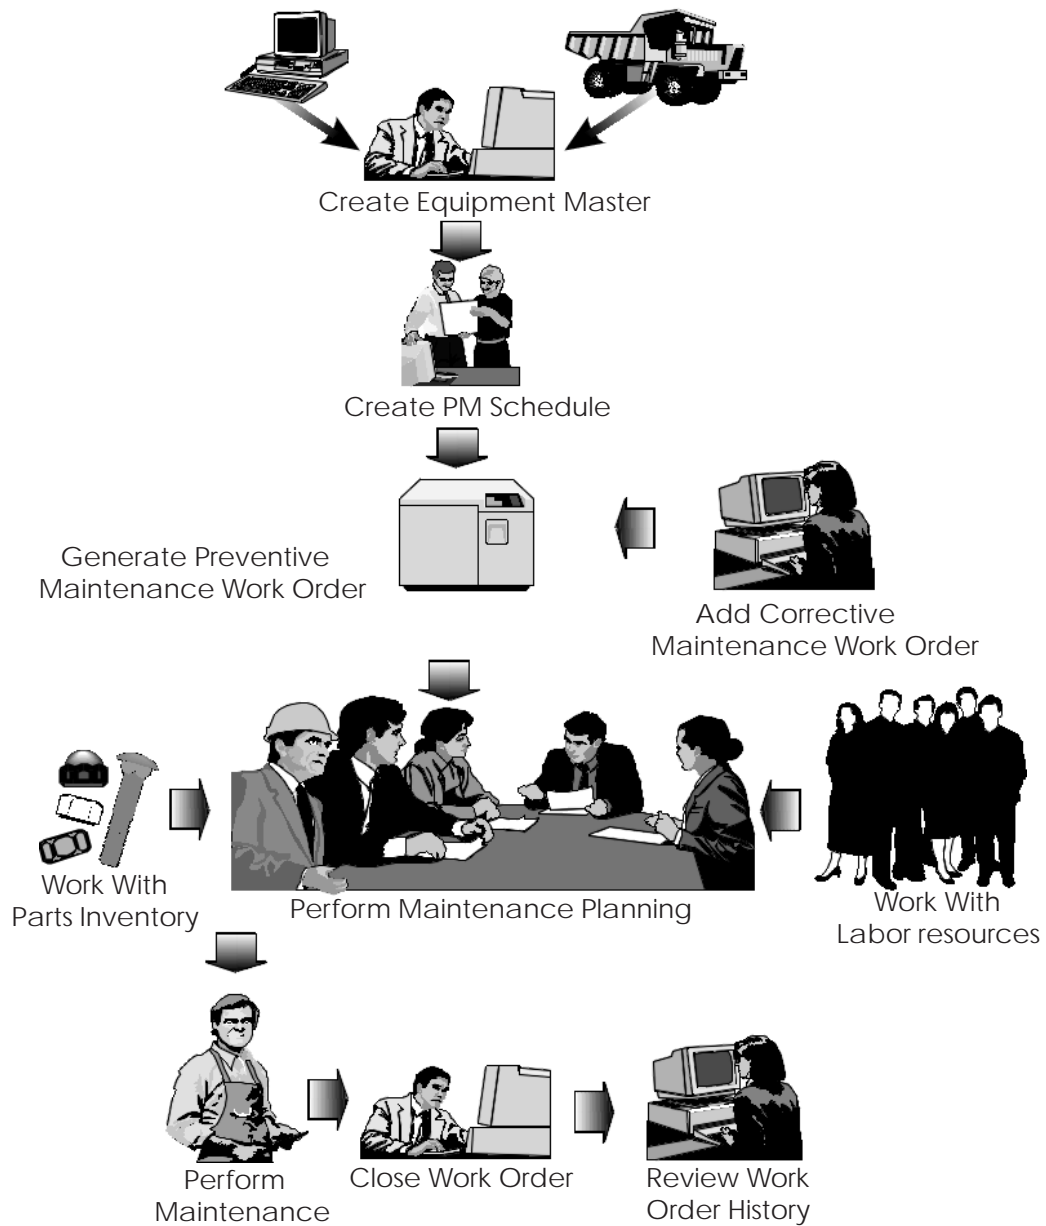 Create Equipment Master
Create PM Schedule
Generate Preventive
Maintenance Work Order
Add Corrective
Maintenance Work Order
Work With
Parts Inventory
Perform Maintenance Planning
Work With
Labor resources
Perform
Maintenance
Close Work Order
Review Work
Order History